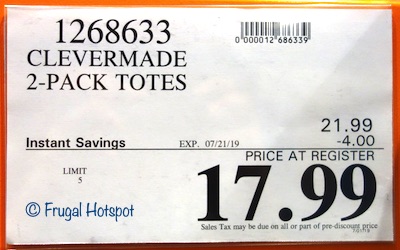 1268633
0000012 686339
CLEVERMADE
2-PACK TOTES
21.99
Instant Savings EXP. 07/21/19 -4.00
PRICE AT REGISTER
LIMIT
5
17.99
© Frugal Hotspot
Sales Tax may be due on all or part of pre-discount price